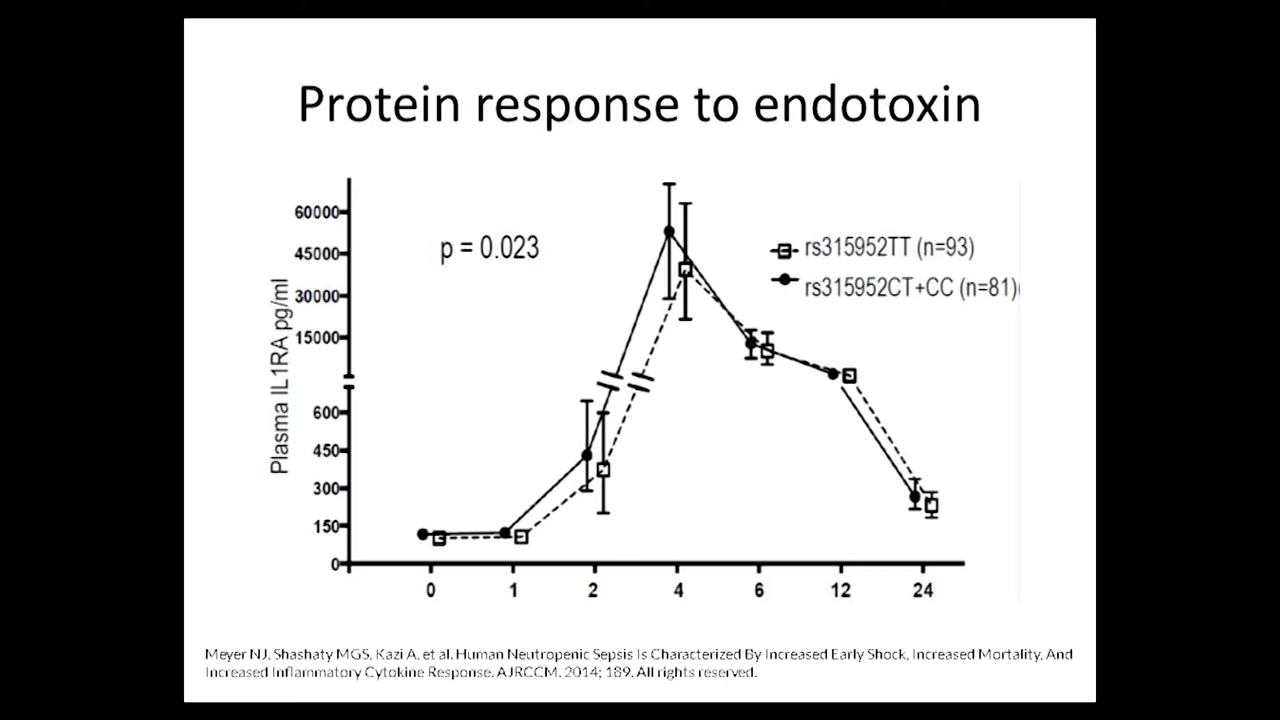 Protein response to endotoxin
p = 0.023
rs315952TT (n=93)
rs315952CT+CC (n=81)
Plasma IL1RA pg/ml
60000
45000
30000
15000
600
450
300
150
0
0 1 2 4 6 12 24
Meyer NJ, Shashaty MGS, Kazi A, et al. Human Neutropenic Sepsis Is Characterized By Increased Early Shock, Increased Mortality, And
Increased Inflammatory Cytokine Response. AJRCCM. 2014; 189. All rights reserved.